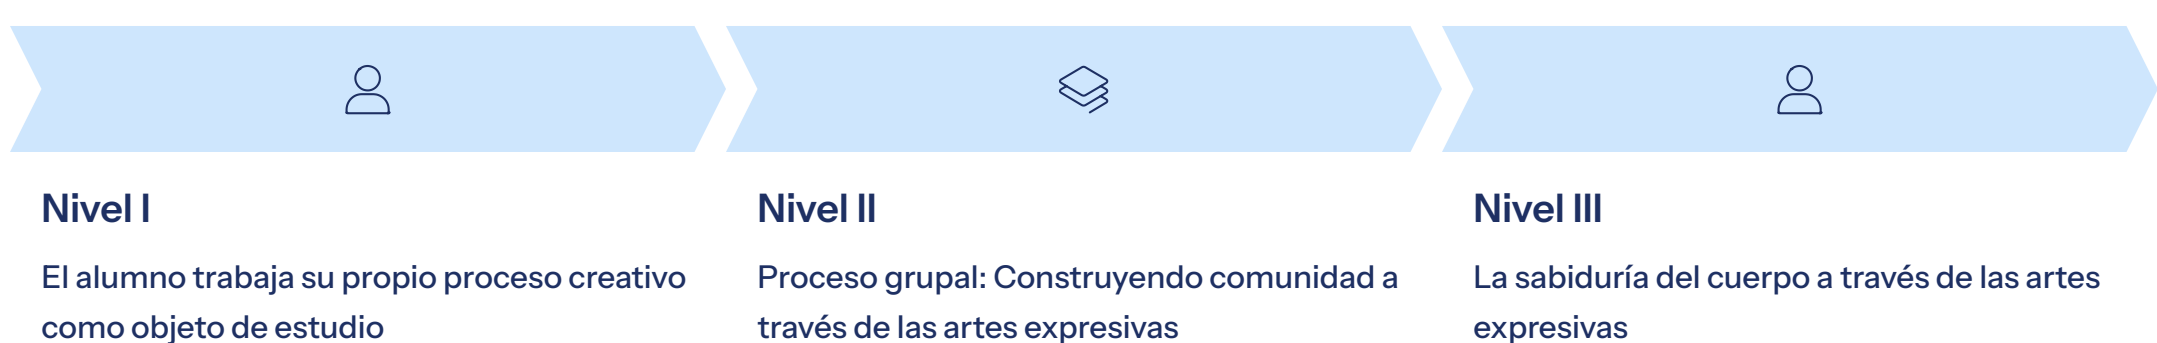 Nivel I
El alumno trabaja su propio proceso creativo
como objeto de estudio
Nivel II
Proceso grupal: Construyendo comunidad a
través de las artes expresivas
Nivel III
La sabiduría del cuerpo a través de las artes
expresivas